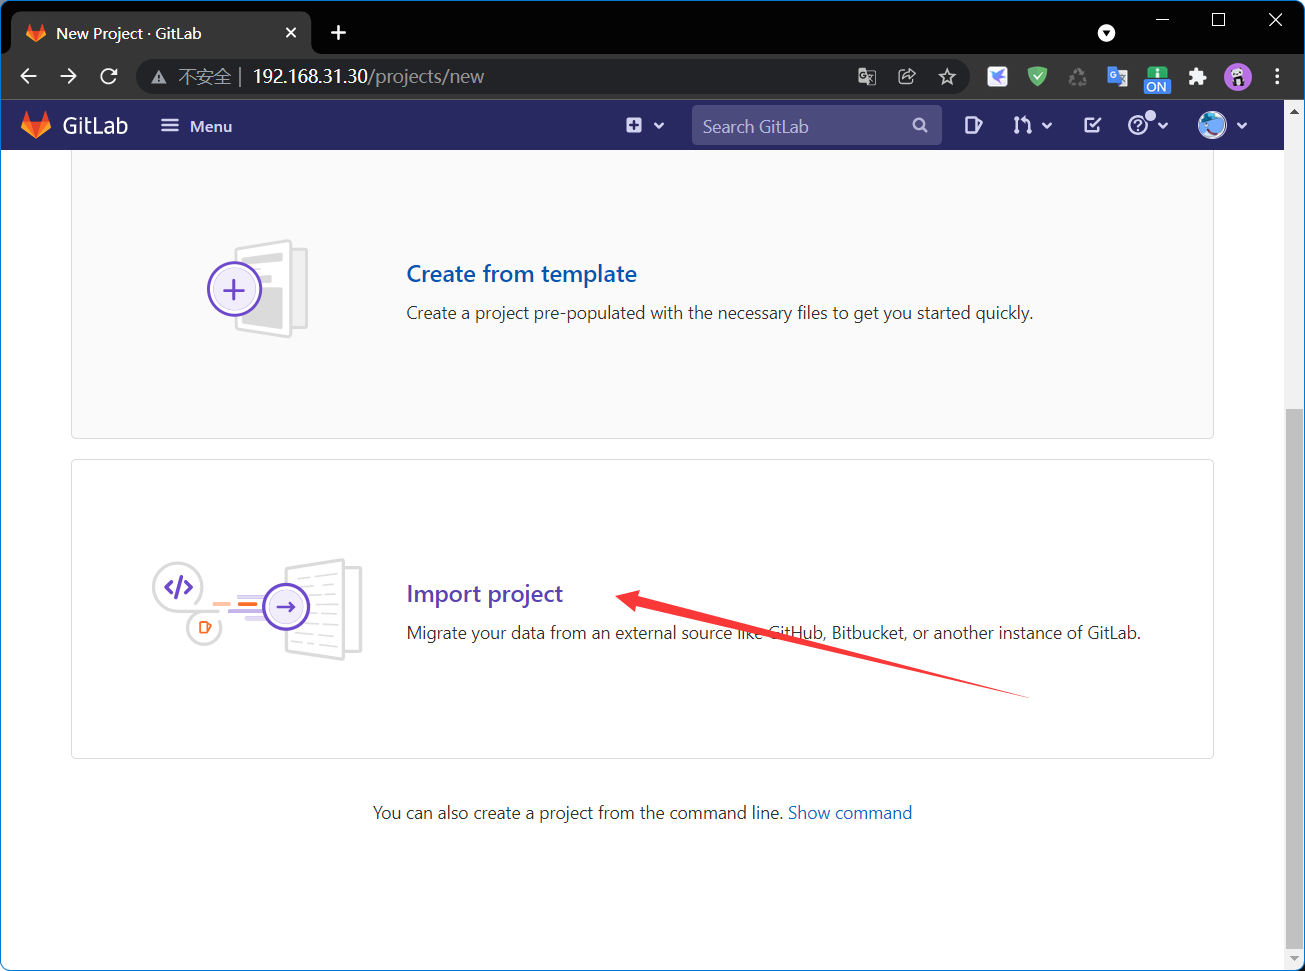 New Project · GitLab
不安全 | 192.168.31.30/projects/new
ON
GitLab
Menu
Search GitLab
Create from template
Create a project pre-populated with the necessary files to get you started quickly.
Import project
Migrate your data from an external source like GitHub, Bitbucket, or another instance of GitLab.
You can also create a project from the command line. Show command